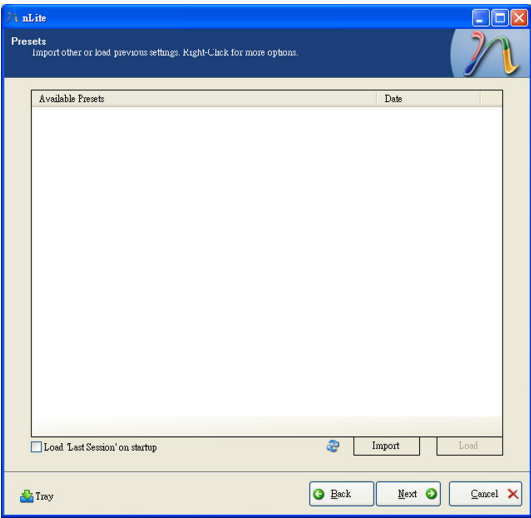 nLite
Presets
Import other or load previous settings. Right-Click for more options.
Available Presets Date
Load 'Last Session' on startup Import Load
Tray Back Next Cancel